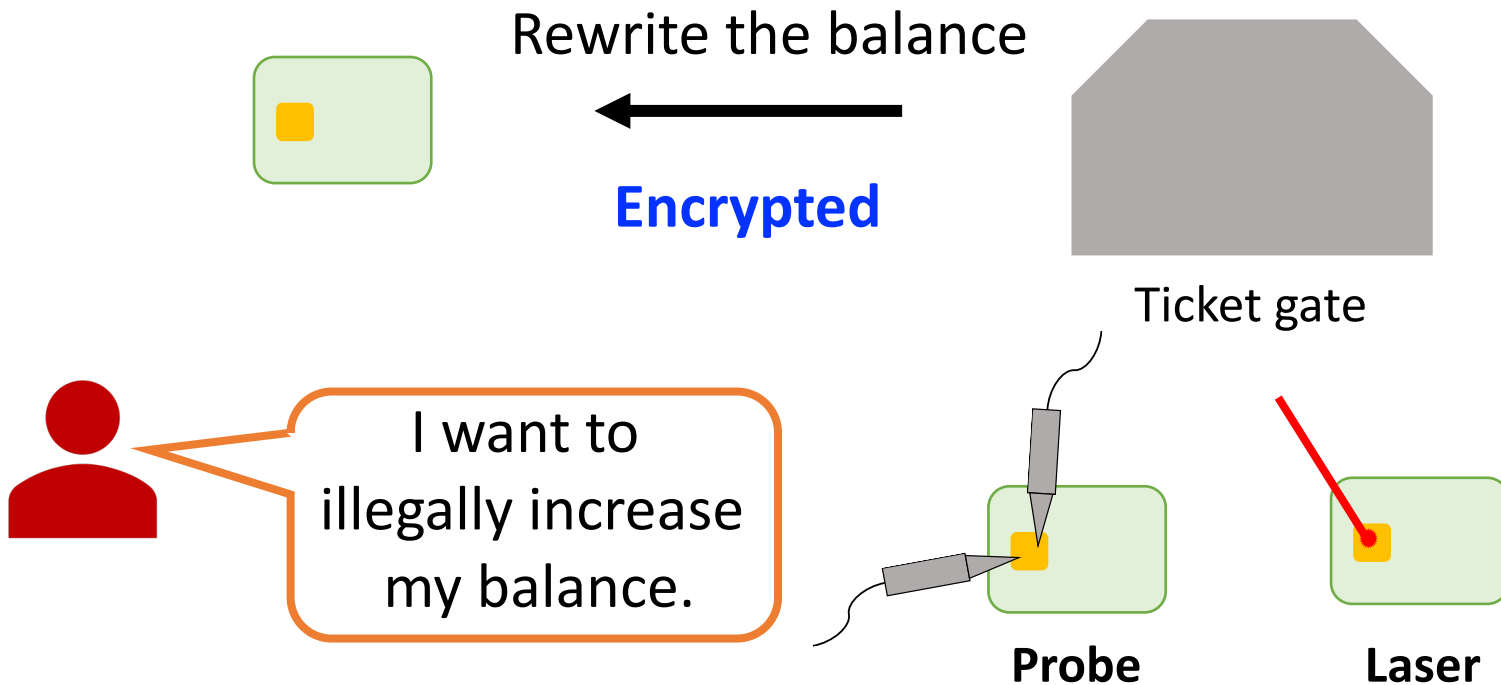 Rewrite the balance
Encrypted
Ticket gate
I want to
illegally increase
my balance.
Probe
Laser